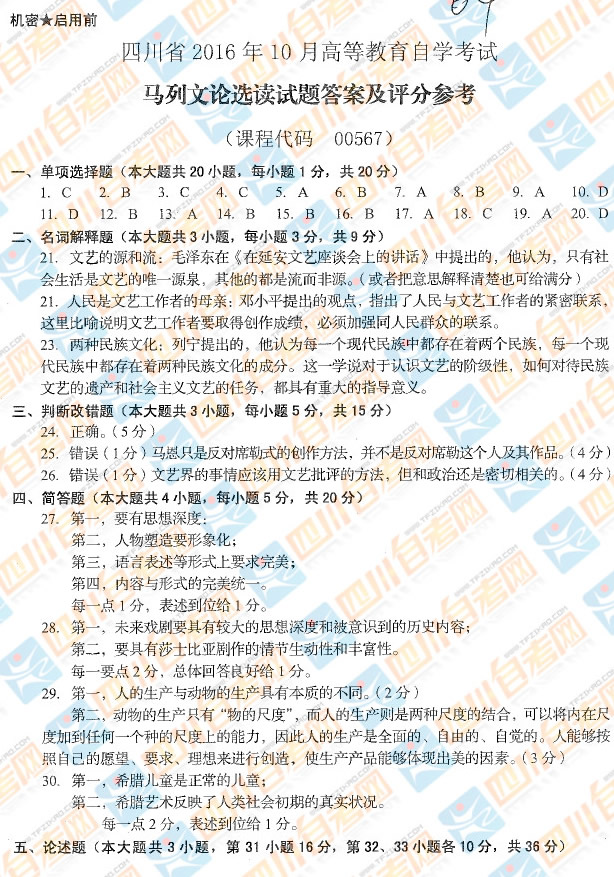 机密★启用前
四川省 2016 年 10 月高等教育自学考试
马列文论选读试题答案及评分参考
（课程代码 00567）
一、单项选择题（本大题共 20 小题，每小题 1 分，共 20 分）
1. C 2. B 3. C 4. C 5. A 6. B 7. A 8. B 9. A 10. D
11. D 12. B 13. A 14. B 15. B 16. B 17. A 18. C 19. A 20. D
二、名词解释题（本大题共 3 小题，每小题 3 分，共 9 分）
21. 文艺的源和流：毛泽东在《在延安文艺座谈会上的讲话》中提出的，他认为，只有社
会生活是文艺的唯一源泉，其他的都是流而非源。（或者把意思解释清楚也可给满分）
21. 人民是文艺工作者的母亲：邓小平提出的观点，指出了人民与文艺工作者的紧密联系，
这里比喻说明文艺工作者要取得创作成绩，必须加强同人民群众的联系。
23. 两种民族文化：列宁提出的，他认为每一个现代民族中都存在着两个民族，每一个现
代民族中都存在着两种民族文化的成分。这一学说对于认识文艺的阶级性，如何对待民族
文艺的遗产和社会主义文艺的任务，都具有重大的指导意义。
三、判断改错题（本大题共 3 小题，每小题 5 分，共 15 分）
24. 正确。（5 分）
25. 错误（1 分）马恩只是反对席勒式的创作方法，并不是反对席勒这个人及其作品。（4 分）
26. 错误（1 分）文艺界的事情应该用文艺批评的方法，但和政治还是密切相关的。（4 分）
四、简答题（本大题共 4 小题，每小题 5 分，共 20 分）
27. 第一，要有思想深度；
第二，人物塑造要形象化；
第三，语言表述等形式上要求完美；
第四，内容与形式的完美统一。
每一点 1 分，表述到位给 1 分。
28. 第一，未来戏剧要具有较大的思想深度和被意识到的历史内容；
第二，要具有莎士比亚剧作的情节生动性和丰富性。
每一要点 2 分，总体回答良好给 1 分。
29. 第一，人的生产与动物的生产具有本质的不同。（2 分）
第二，动物的生产只有“物的尺度”，而人的生产则是两种尺度的结合，可以将内在尺
度加到任何一个种的尺度上的能力，因此人的生产是全面的、自由的、自觉的。人能够按
照自己的愿望、要求、理想来进行创造，使生产产品能够体现出美的因素。（3 分）
30. 第一，希腊儿童是正常的儿童；
第二，希腊艺术反映了人类社会初期的真实状况。
每一点 2 分，表述到位给 1 分。
五、论述题（本大题共 3 小题，第 31 小题 16 分，第 32、33 小题各 10 分，共 36 分）